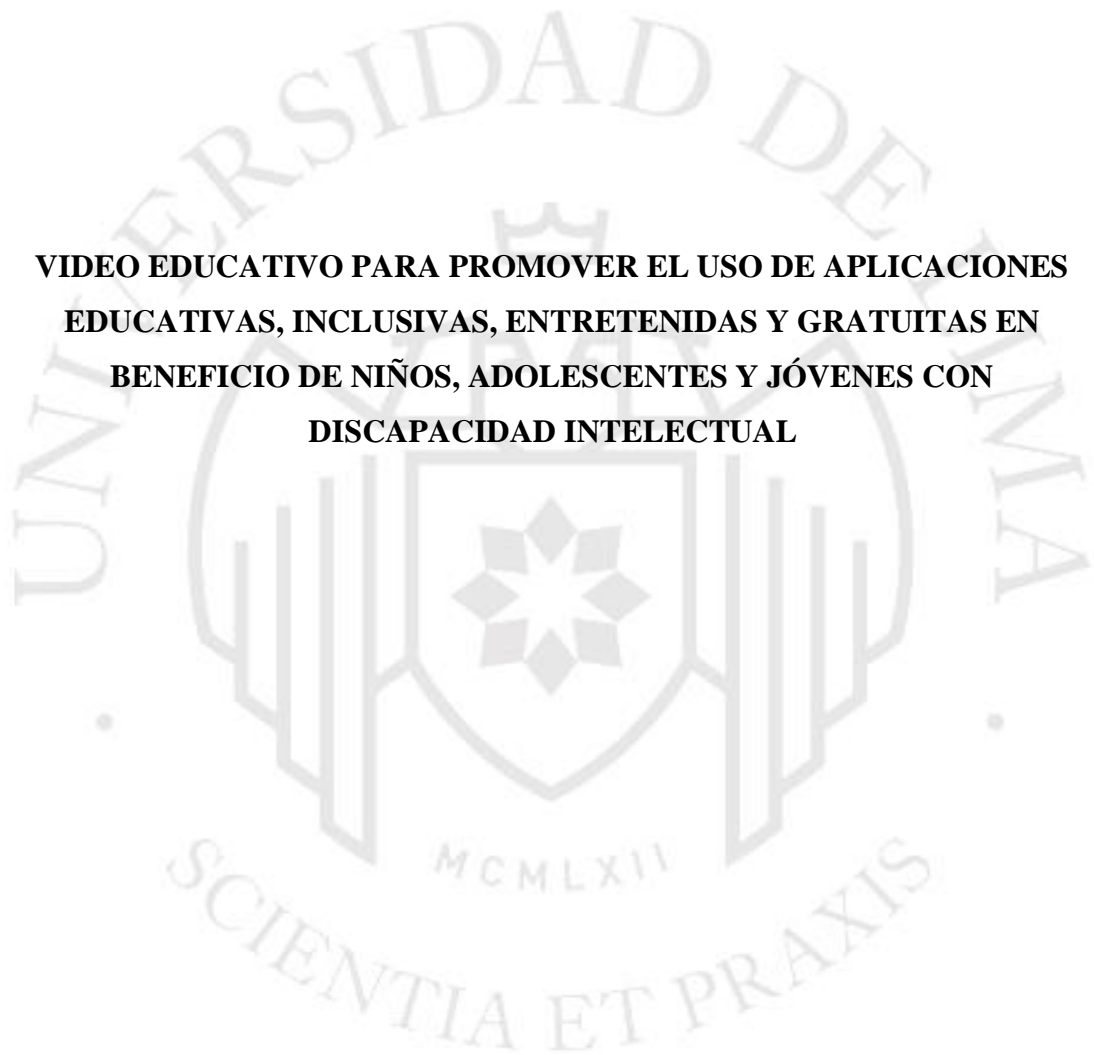 UNIVERSIDAD DE LIMA
VIDEO EDUCATIVO PARA PROMOVER EL USO DE APLICACIONES
EDUCATIVAS, INCLUSIVAS, ENTRETENIDAS Y GRATUITAS EN
BENEFICIO DE NIÑOS, ADOLESCENTES Y JÓVENES CON
DISCAPACIDAD INTELECTUAL
MCMLXII
SCIENTIA ET PRAXIS